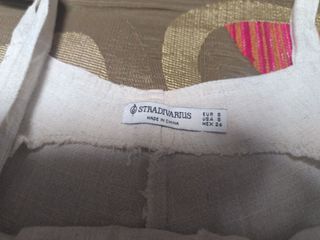 STRADIVARIUS
MADE IN CHINA
EUR S
USA S
MEX 26